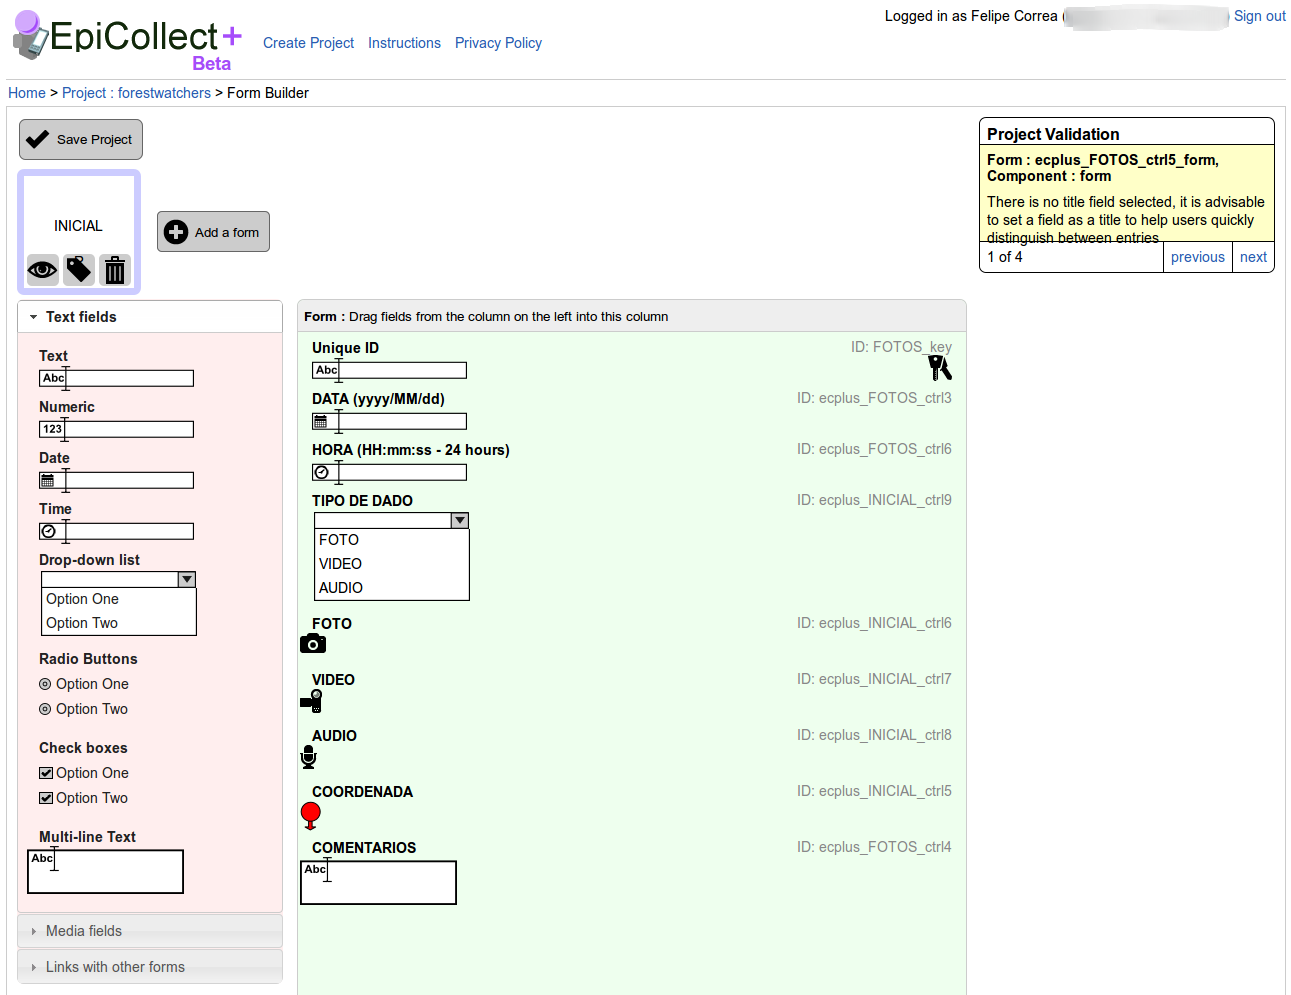 EpiCollect+
Beta
Create Project Instructions Privacy Policy
Logged in as Felipe Correa ( ) Sign out
Home > Project : forestwatchers > Form Builder
Save Project
INICIAL
Add a form
Project Validation
Form : ecplus_FOTOS_ctrl5_form,
Component : form
There is no title field selected, it is advisable
to set a field as a title to help users quickly
distinguish between entries
1 of 4 previous next
Text fields
Text
Abc
Numeric
123
Date
Time
Drop-down list
Option One
Option Two
Radio Buttons
Option One
Option Two
Check boxes
Option One
Option Two
Multi-line Text
Abc
Media fields
Links with other forms
Form : Drag fields from the column on the left into this column
Unique ID ID: FOTOS_key
Abc
DATA (yyyy/MM/dd) ID: ecplus_FOTOS_ctrl3
HORA (HH:mm:ss - 24 hours) ID: ecplus_FOTOS_ctrl6
TIPO DE DADO ID: ecplus_INICIAL_ctrl9
FOTO
VIDEO
AUDIO
FOTO ID: ecplus_INICIAL_ctrl6
VIDEO ID: ecplus_INICIAL_ctrl7
AUDIO ID: ecplus_INICIAL_ctrl8
COORDENADA ID: ecplus_INICIAL_ctrl5
COMENTARIOS ID: ecplus_FOTOS_ctrl4
Abc